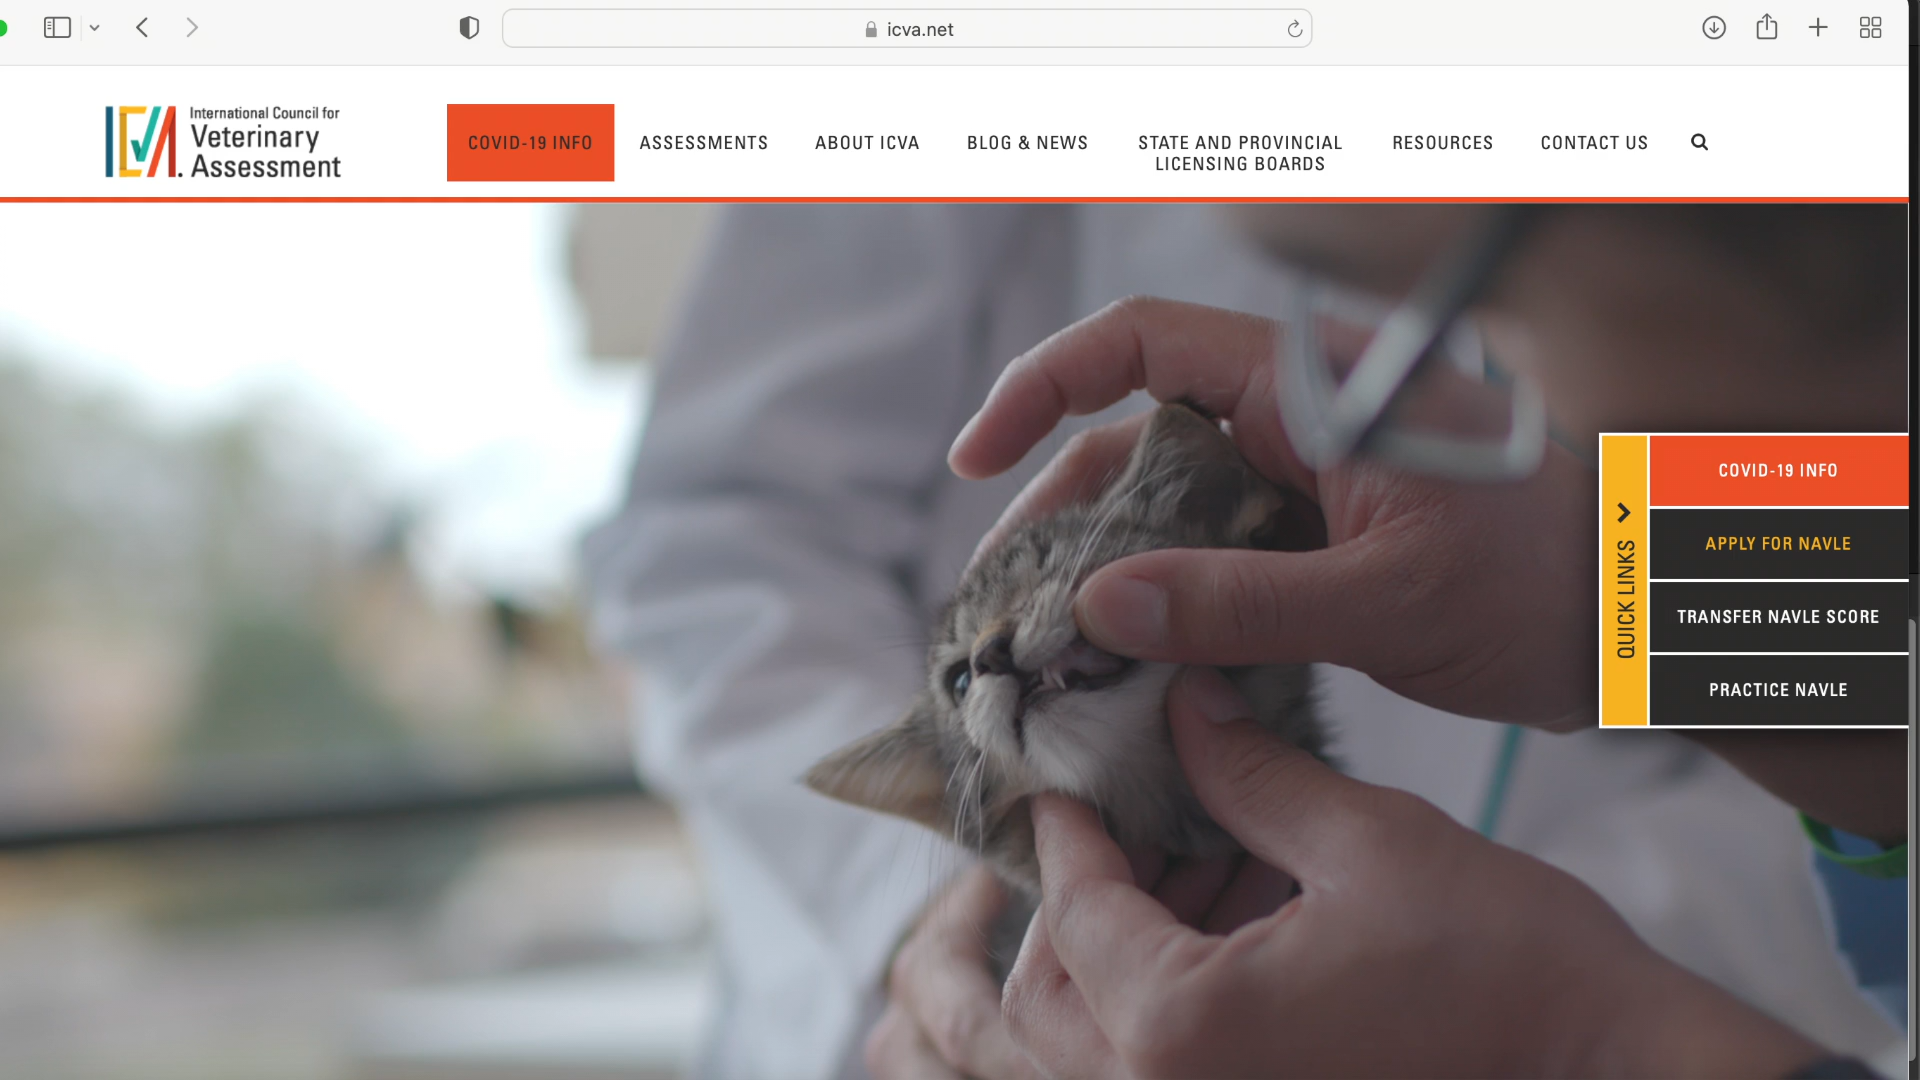 icva.net
International Council for
Veterinary
Assessment
COVID-19 INFO
ASSESSMENTS
ABOUT ICVA
BLOG & NEWS
STATE AND PROVINCIAL
LICENSING BOARDS
RESOURCES
CONTACT US
QUICK LINKS
COVID-19 INFO
APPLY FOR NAVLE
TRANSFER NAVLE SCORE
PRACTICE NAVLE